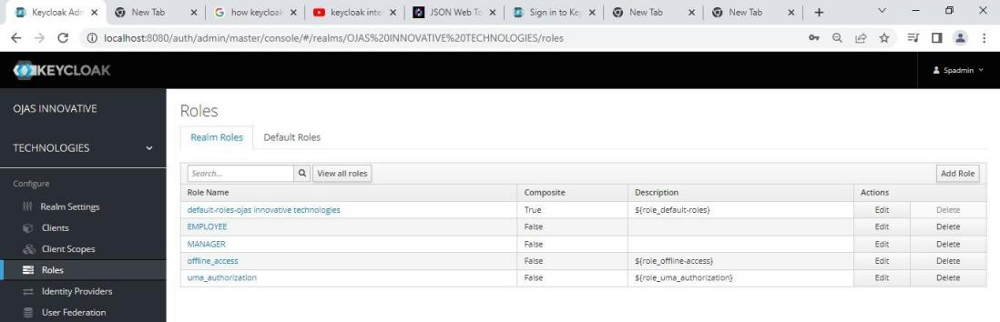 Keycloak Adm
New Tab
how keycloak
keycloak inte
JSON Web To
Sign in to Key
New Tab
New Tab
localhost:8080/auth/admin/master/console/#/realms/OJAS%20INNOVATIVE%20TECHNOLOGIES/roles
KEYCLOAK
Spadmin
OJAS INNOVATIVE
TECHNOLOGIES
Configure
Realm Settings
Clients
Client Scopes
Roles
Identity Providers
User Federation
Roles
Realm Roles Default Roles
Search... View all roles Add Role
Role Name Composite Description Actions
default-roles-ojas innovative technologies True ${role_default-roles} Edit Delete
EMPLOYEE False Edit Delete
MANAGER False Edit Delete
offline_access False ${role_offline-access} Edit Delete
uma_authorization False ${role_uma_authorization} Edit Delete